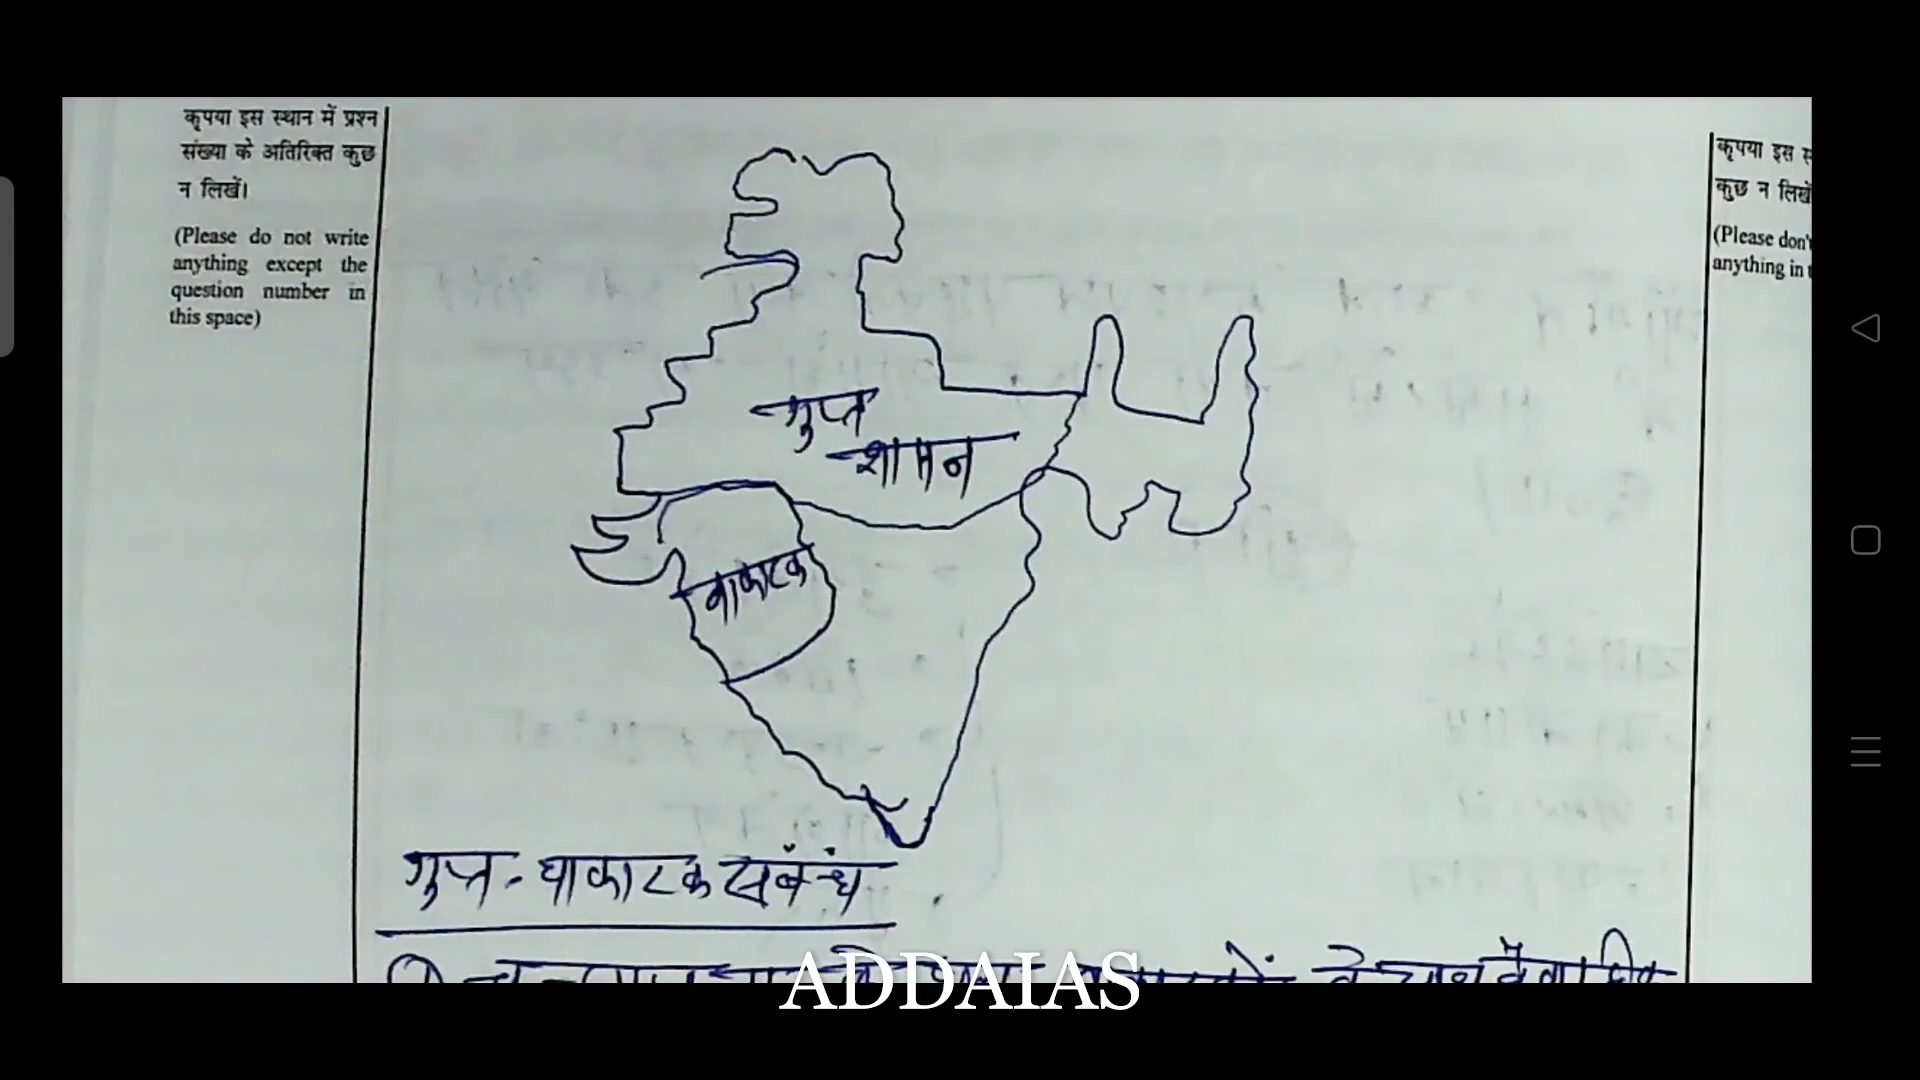 कृपया इस स्थान में प्रश्न
संख्या के अतिरिक्त कुछ
न लिखें।
(Please do not write
anything except the
question number in
this space)
कृपया इस
कुछ न लिखें
(Please don't
anything in
गुप्त
शासन
वाकाटक
गुप्त - वाकाटक संबंध
ADDAIAS